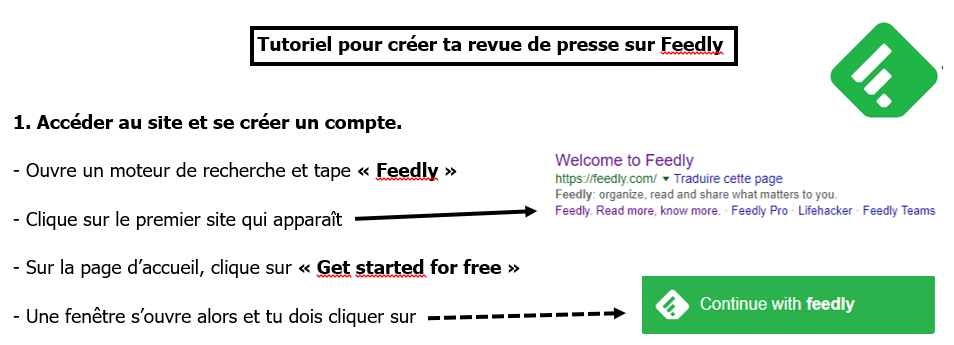 Tutoriel pour créer ta revue de presse sur Feedly
1. Accéder au site et se créer un compte.
- Ouvre un moteur de recherche et tape « Feedly »
Welcome to Feedly
https://feedly.com/ Traduire cette page
Feedly: organize, read and share what matters to you.
Feedly. Read more, know more. · Feedly Pro · Lifehacker · Feedly Teams
- Clique sur le premier site qui apparaît
- Sur la page d’accueil, clique sur « Get started for free »
- Une fenêtre s’ouvre alors et tu dois cliquer sur
Continue with feedly